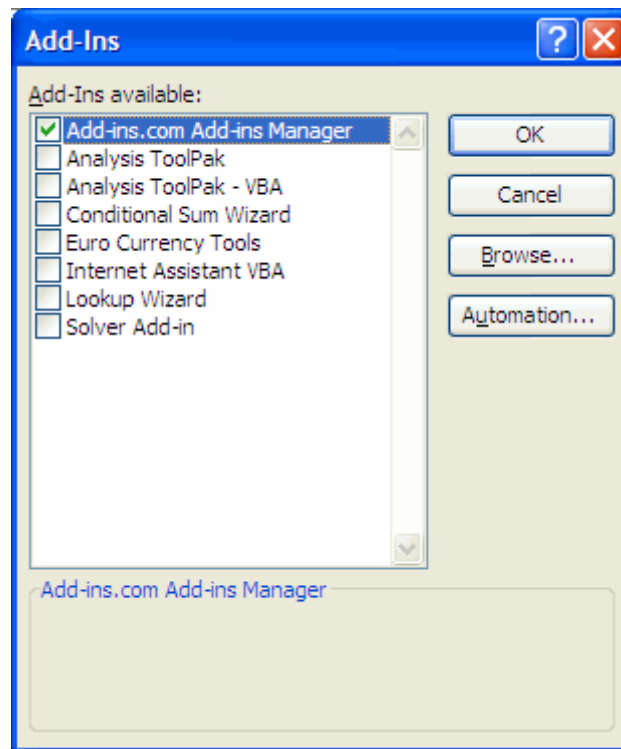 Add-Ins
?
Add-Ins available:
Add-ins.com Add-ins Manager
Analysis ToolPak
Analysis ToolPak - VBA
Conditional Sum Wizard
Euro Currency Tools
Internet Assistant VBA
Lookup Wizard
Solver Add-in
OK
Cancel
Browse...
Automation...
Add-ins.com Add-ins Manager